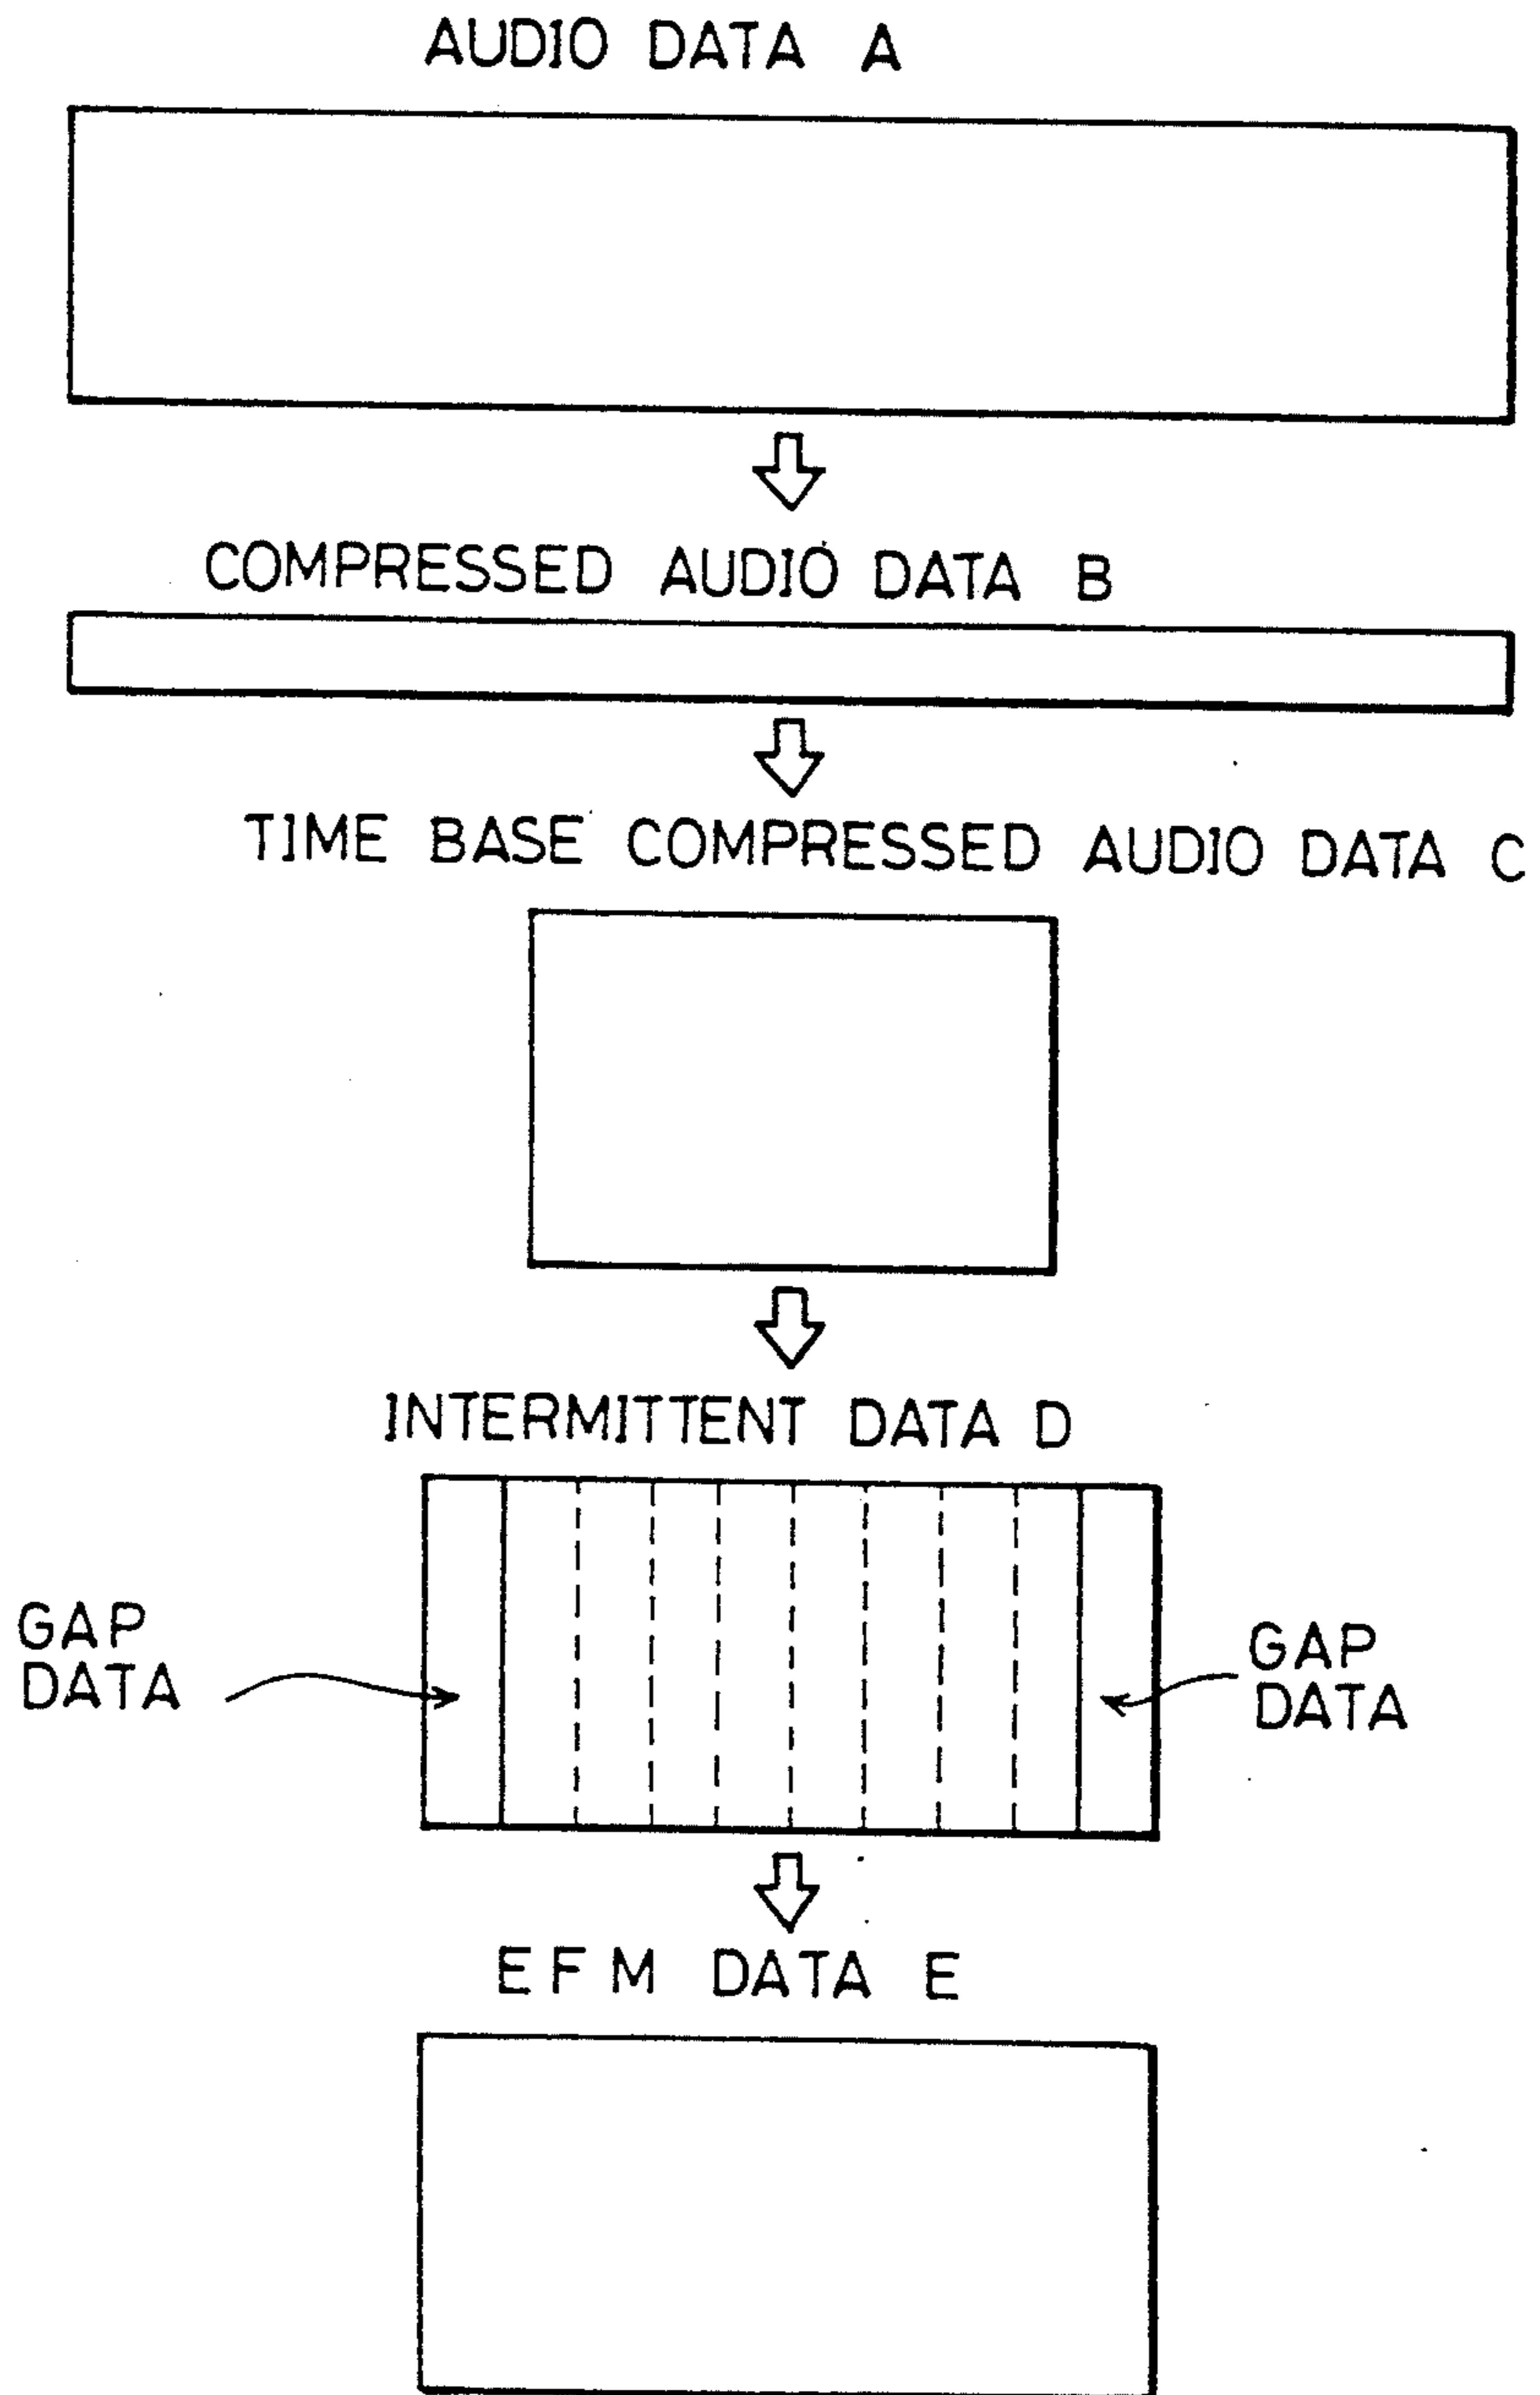 AUDIO DATA A
COMPRESSED AUDIO DATA B
TIME BASE COMPRESSED AUDIO DATA C
INTERMITTENT DATA D
GAP
DATA
GAP
DATA
EFM DATA E